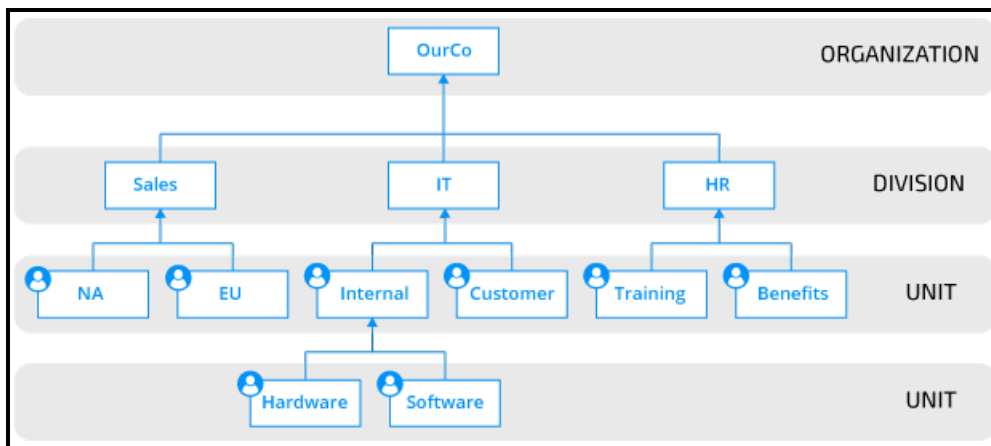 OurCo
ORGANIZATION
Sales
IT
HR
DIVISION
NA
EU
Internal
Customer
Training
Benefits
UNIT
Hardware
Software
UNIT